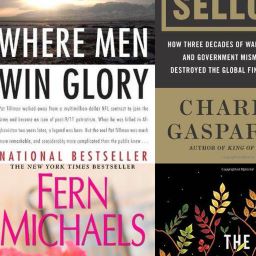 WHERE MEN
WIN GLORY
Pat Tillman walked away from a multimillion-dollar NFL contract to join the
Army and became an icon of post-9/11 patriotism. When he was killed in Af-
ghanistan two years later, a legend was born. But the real Pat Tillman was much
more remarkable, and considerably more complicated than the public knew...
NATIONAL BESTSELLER
THE NEW YORK TIMES BESTSELLER
FERN
MICHAELS
SELLO
HOW THREE DECADES OF WA
AND GOVERNMENT MISM
DESTROYED THE GLOBAL FIN
CHARL
GASPAR
AUTHOR OF KING OF
THE